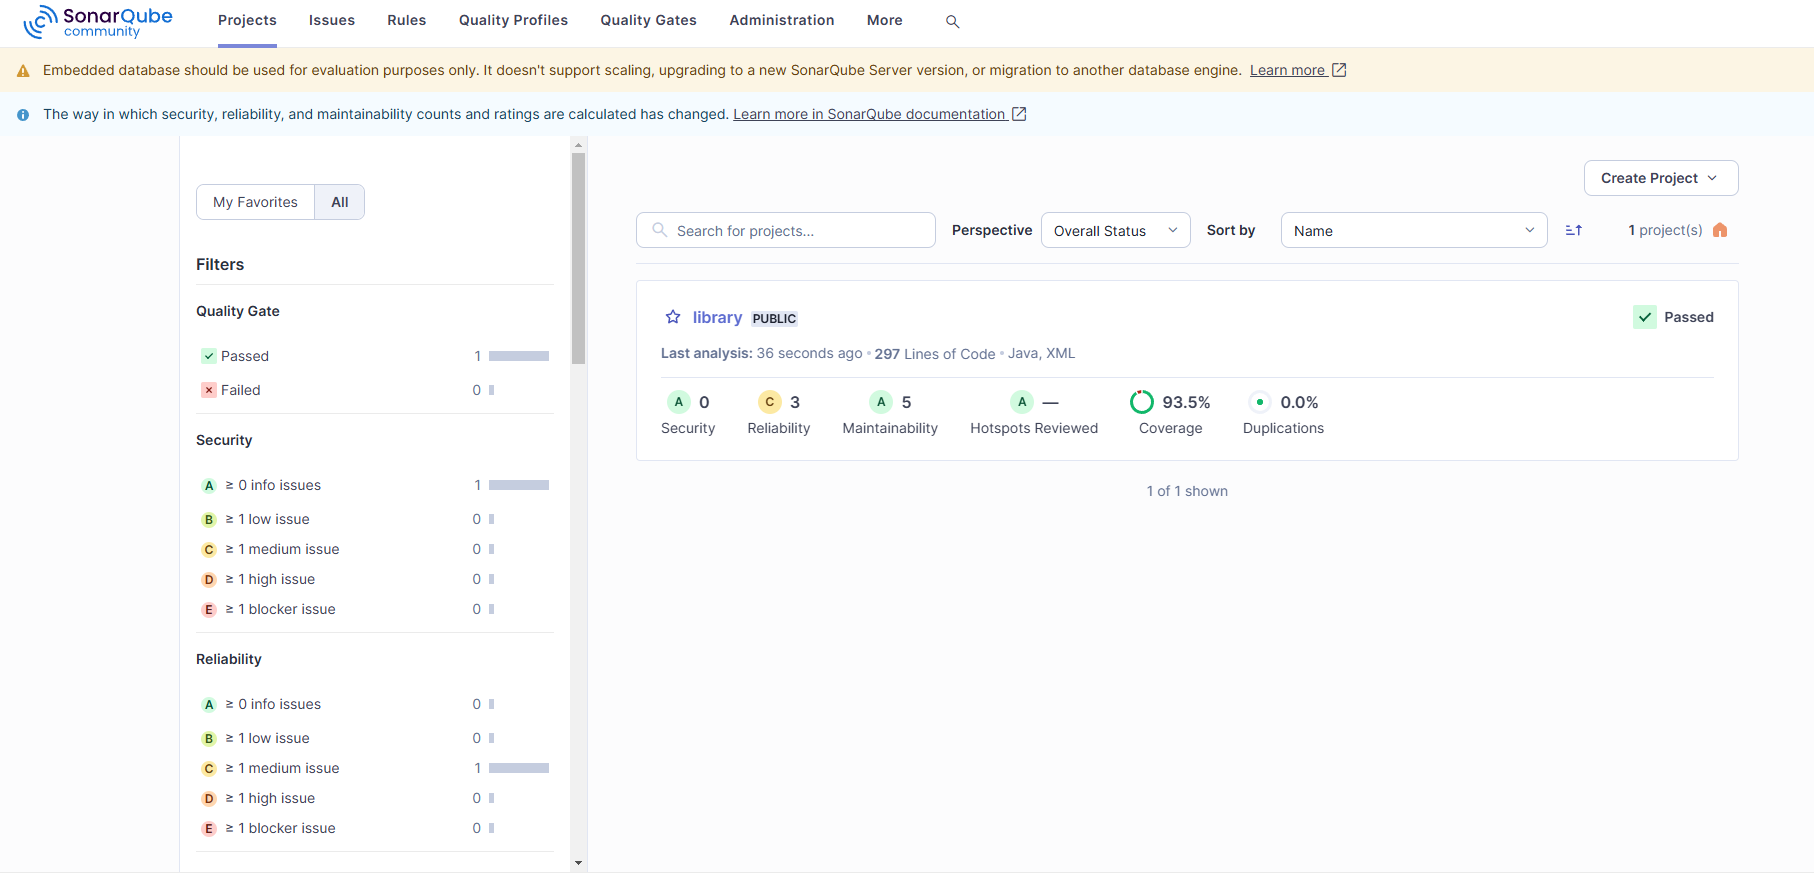 SonarQube
community
Projects Issues Rules Quality Profiles Quality Gates Administration More
Embedded database should be used for evaluation purposes only. It doesn't support scaling, upgrading to a new SonarQube Server version, or migration to another database engine. Learn more
The way in which security, reliability, and maintainability counts and ratings are calculated has changed. Learn more in SonarQube documentation
My Favorites All
Filters
Quality Gate
Passed 1
Failed 0
Security
A ≥ 0 info issues 1
B ≥ 1 low issue 0
C ≥ 1 medium issue 0
D ≥ 1 high issue 0
E ≥ 1 blocker issue 0
Reliability
A ≥ 0 info issues 0
B ≥ 1 low issue 0
C ≥ 1 medium issue 1
D ≥ 1 high issue 0
E ≥ 1 blocker issue 0
Create Project
Search for projects... Perspective Overall Status Sort by Name 1 project(s)
library PUBLIC Passed
Last analysis: 36 seconds ago • 297 Lines of Code • Java, XML
A 0 C 3 A 5 A — 93.5% 0.0%
Security Reliability Maintainability Hotspots Reviewed Coverage Duplications
1 of 1 shown